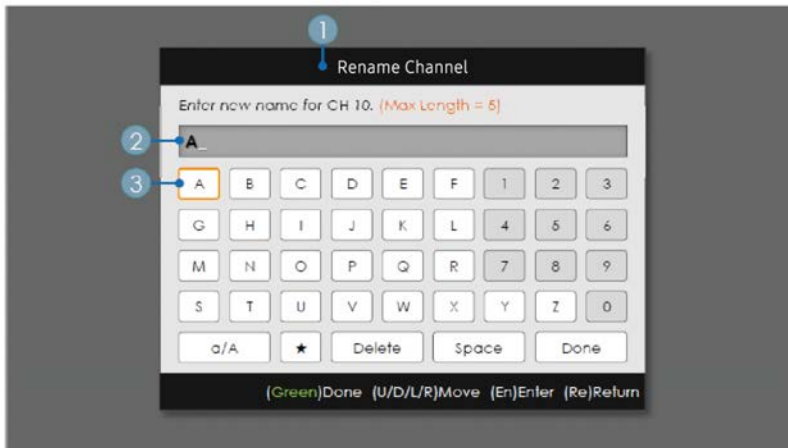 1
Rename Channel
Enter new name for CH 10. (Max Length = 5)
2
A_
3
A B C D E F 1 2 3
G H I J K L 4 5 6
M N O P Q R 7 8 9
S T U V W X Y Z 0
a/A ★ Delete Space Done
(Green)Done (U/D/L/R)Move (En)Enter (Re)Return